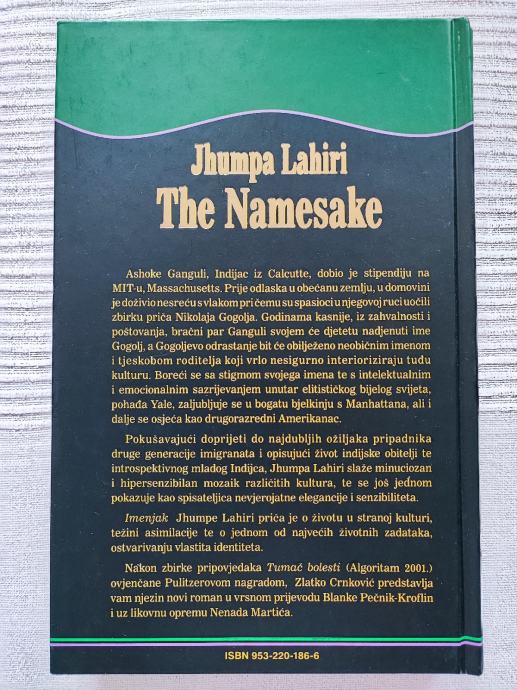 Jhumpa Lahiri
The Namesake
Ashoke Ganguli, Indijac iz Calcutte, dobio je stipendiju na
MIT-u, Massachusetts. Prije odlaska u obećanu zemlju, u domovini
je doživio nesreću s vlakom pri čemu su spasioci u njegovoj ruci uočili
zbirku priča Nikolaja Gogolja. Godinama kasnije, iz zahvalnosti i
poštovanja, bračni par Ganguli svojem će djetetu nadjenuti ime
Gogolj, a Gogoljevo odrastanje bit će obilježeno neobičnim imenom
i tjeskobom roditelja koji vrlo nesigurno interioriziraju tuđu
kulturu. Boreći se sa stigmom svojega imena te s intelektualnim
i emocionalnim sazrijevanjem unutar elitističkog bijelog svijeta,
pohađa Yale, zaljubljuje se u bogatu bjelkinju s Manhattana, ali i
dalje se osjeća kao drugorazredni Amerikanac.
Pokušavajući doprijeti do najdubljih ožiljaka pripadnika
druge generacije imigranata i opisujući život indijske obitelji te
introspektivnog mladog Indijca, Jhumpa Lahiri slaže minuciozan
i hipersenzibilan mozaik različitih kultura, te se još jednom
pokazuje kao spisateljica nevjerojatne elegancije i senzibiliteta.
Imenjak Jhumpe Lahiri priča je o životu u stranoj kulturi,
težini asimilacije te o jednom od najvećih životnih zadataka,
ostvarivanju vlastita identiteta.
Nakon zbirke pripovjedaka Tumač bolesti (Algoritam 2001.)
ovjenčane Pulitzerovom nagradom, Zlatko Crnković predstavlja
vam njezin novi roman u vrsnom prijevodu Blanke Pečnik-Kroflin
i uz likovnu opremu Nenada Martića.
ISBN 953-220-186-6